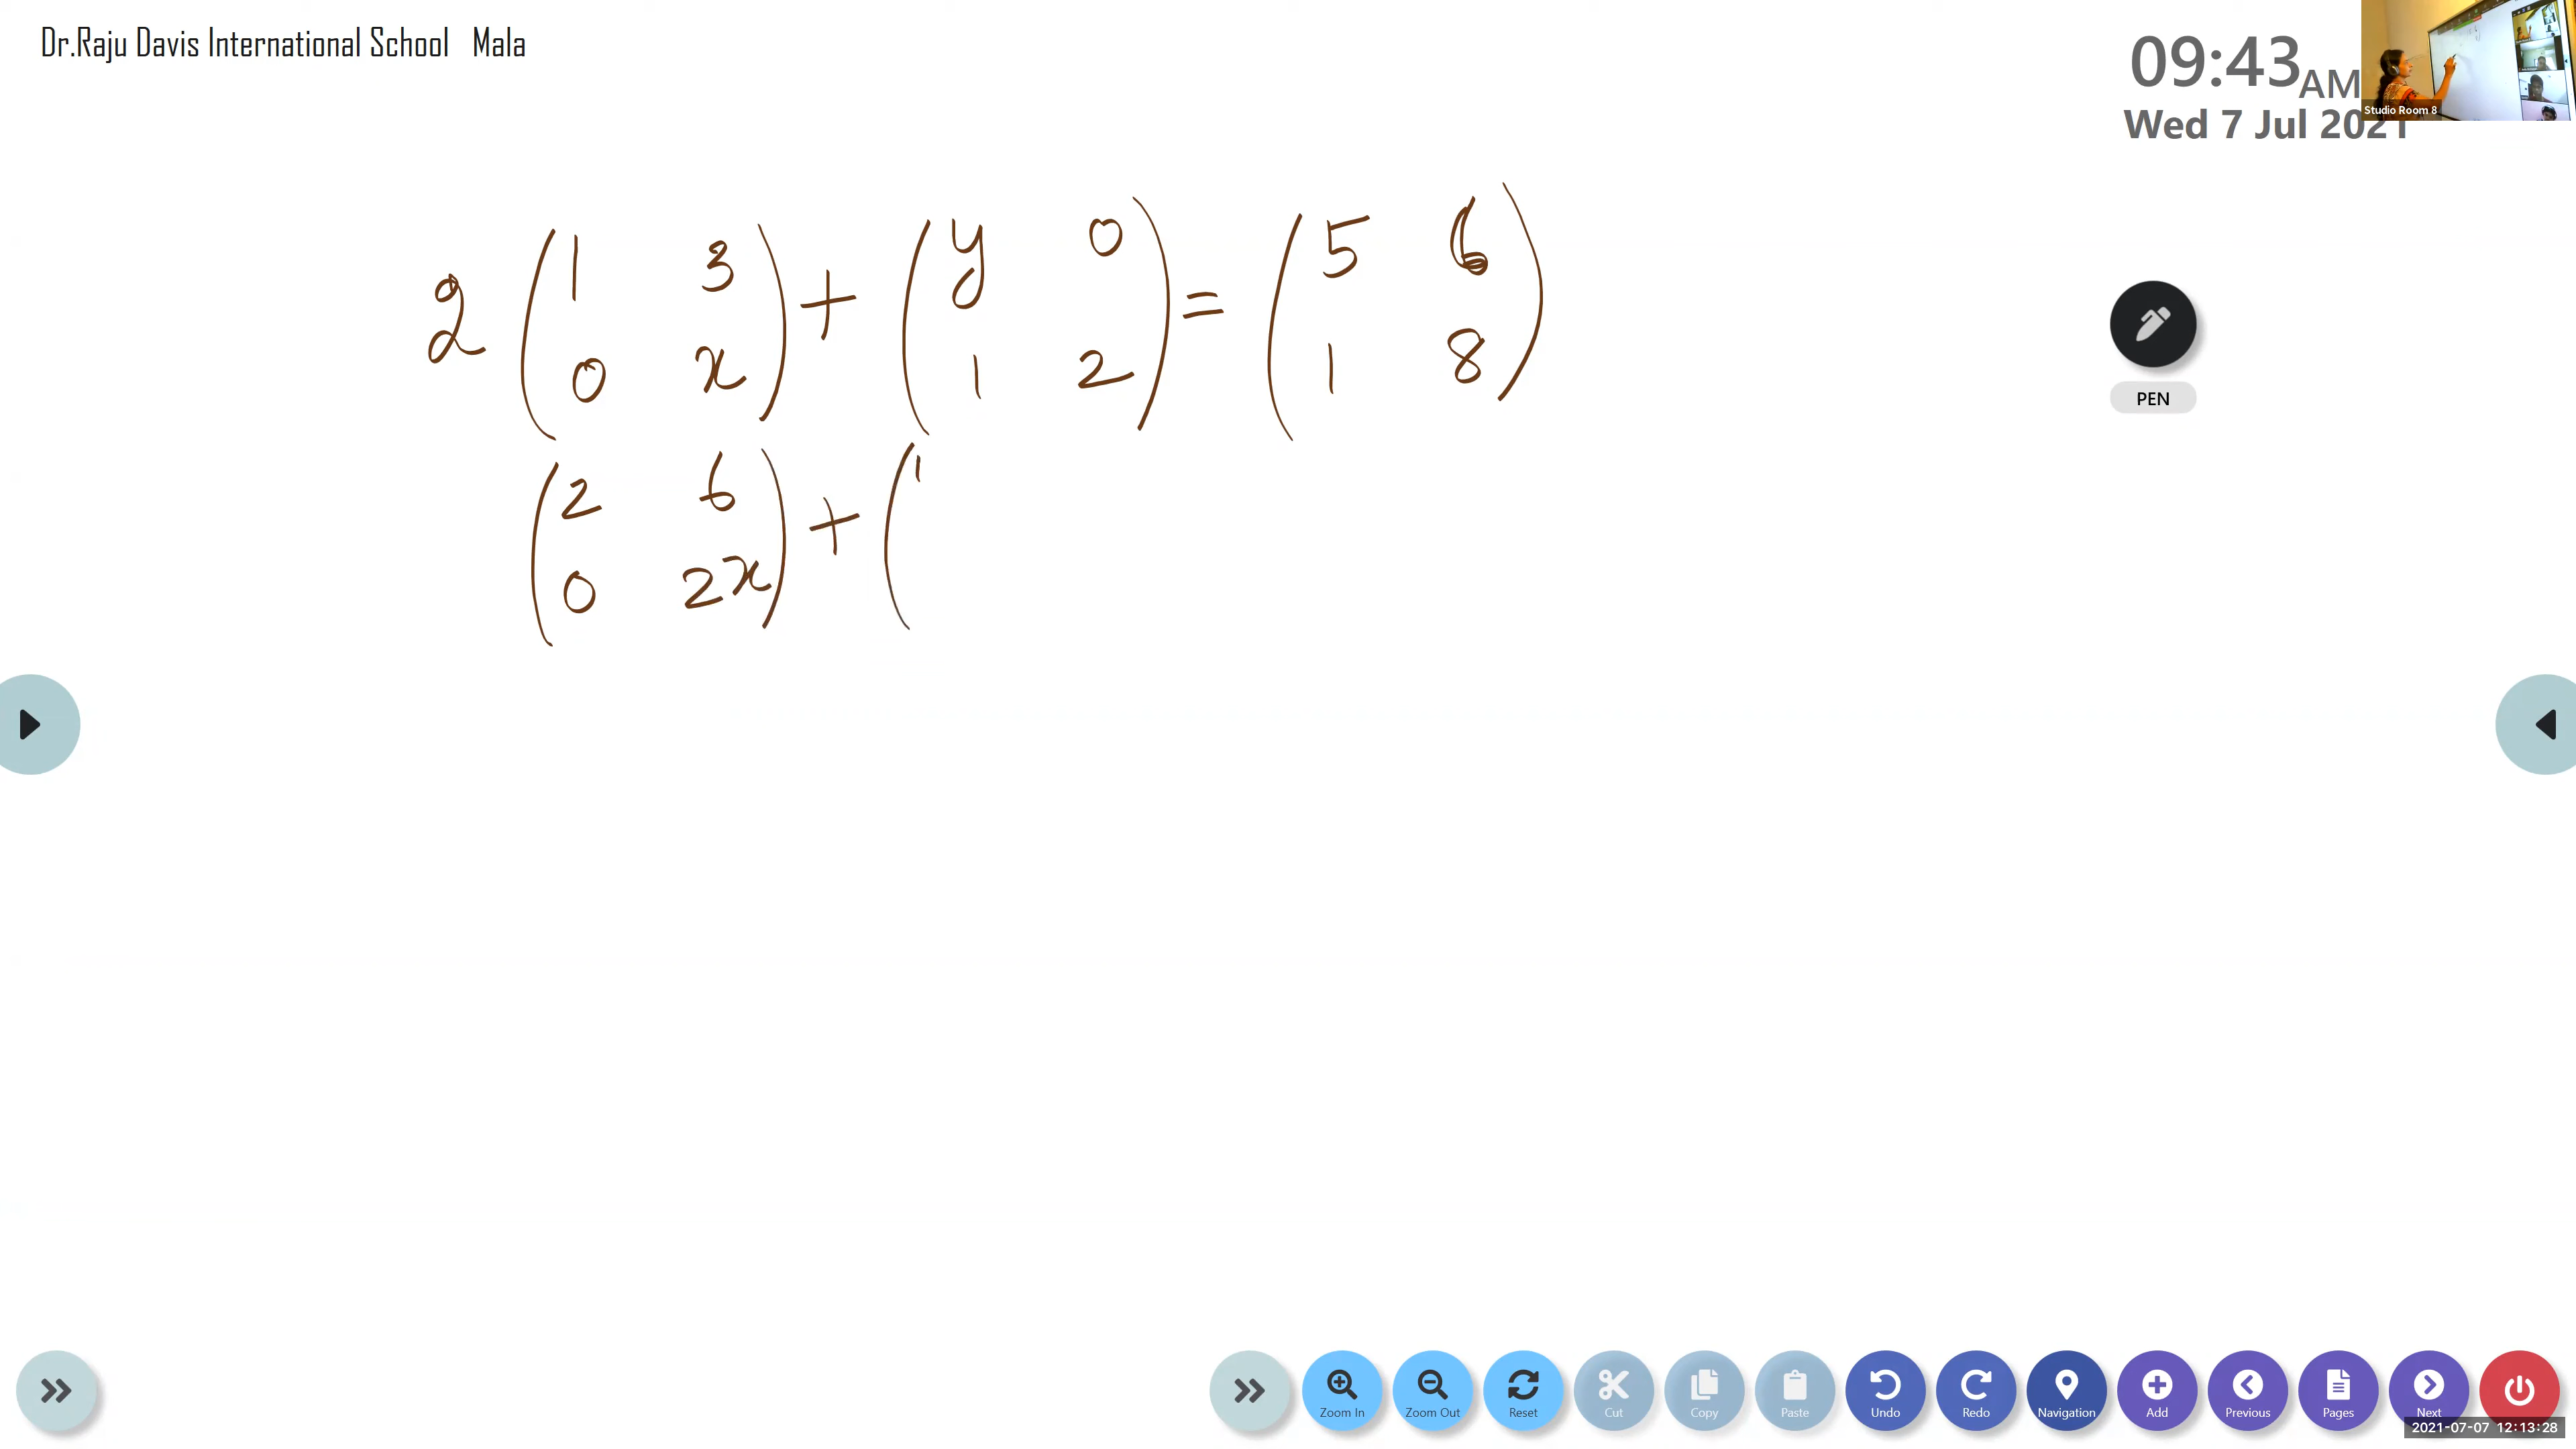 Dr.Raju Davis International School Mala
09:43 AM
Studio Room 8
Wed 7 Jul 2021
2 ( 1 3 ) + ( y 0 ) = ( 5 6 )
( 0 x ) ( 1 2 ) ( 1 8 )
PEN
( 2 6 ) + ( 
( 0 2x )
Zoom In Zoom Out Reset Cut Copy Paste Undo Redo Navigation Add Previous Pages Next
2021-07-07 12:13:28